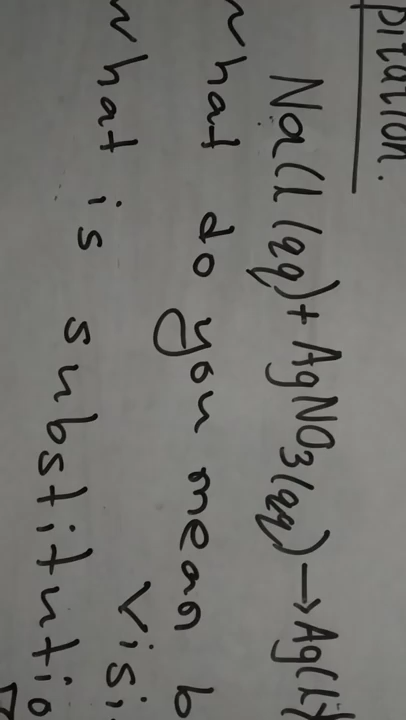 pitation.
NaCl(aq) + AgNO3(aq) → AgCl↓
what do you mean b
visi
what is substitutio